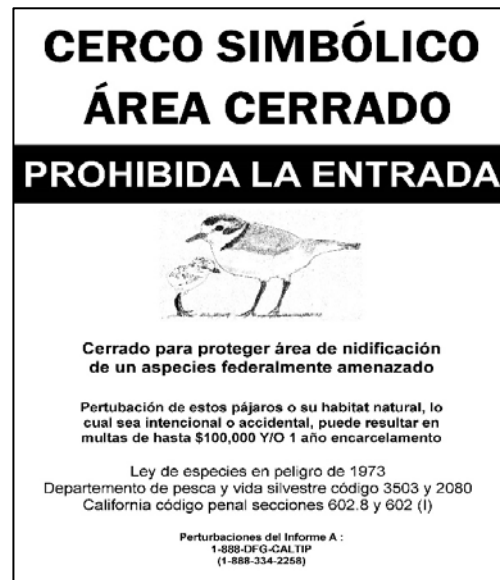 CERCO SIMBÓLICO
ÁREA CERRADO
PROHIBIDA LA ENTRADA
Cerrado para proteger área de nidificación
de un aspecies federalmente amenazado
Pertubación de estos pájaros o su habitat natural, lo
cual sea intencional o accidental, puede resultar en
multas de hasta $100,000 Y/O 1 año encarcelamento
Ley de especies en peligro de 1973
Departemento de pesca y vida silvestre código 3503 y 2080
California código penal secciones 602.8 y 602 (l)
Perturbaciones del Informe A :
1-888-DFG-CALTIP
(1-888-334-2258)